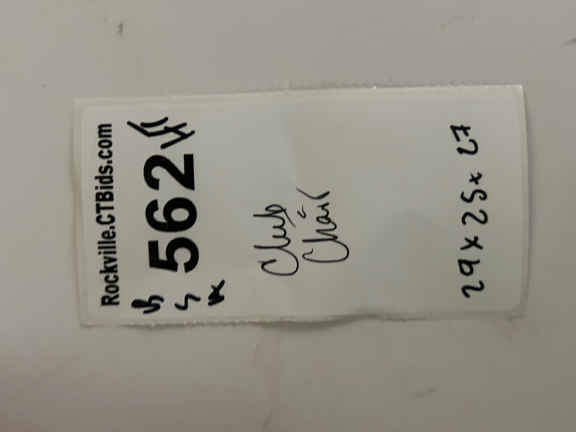 Rockville.CTBids.com
562
Club
Chair
29 x 25 x 27